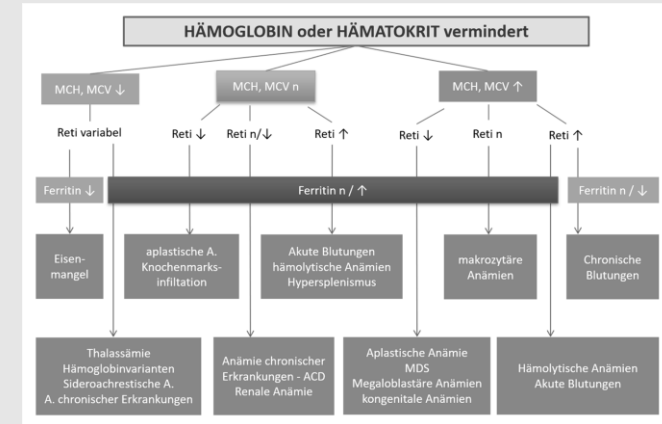 HÄMOGLOBIN oder HÄMATOKRIT vermindert
MCH, MCV ↓
MCH, MCV n
MCH, MCV ↑
Reti variabel
Reti ↓
Reti n/↓
Reti ↑
Reti ↓
Reti n
Reti ↑
Ferritin ↓
Ferritin n / ↑
Ferritin n / ↓
Eisen-
mangel
aplastische A.
Knochenmarks-
infiltation
Akute Blutungen
hämolytische Anämien
Hypersplenismus
makrozytäre
Anämien
Chronische
Blutungen
Thalassämie
Hämoglobinvarianten
Sideroachrestische A.
A. chronischer Erkrankungen
Anämie chronischer
Erkrankungen - ACD
Renale Anämie
Aplastische Anämie
MDS
Megaloblastäre Anämien
kongenitale Anämien
Hämolytische Anämien
Akute Blutungen